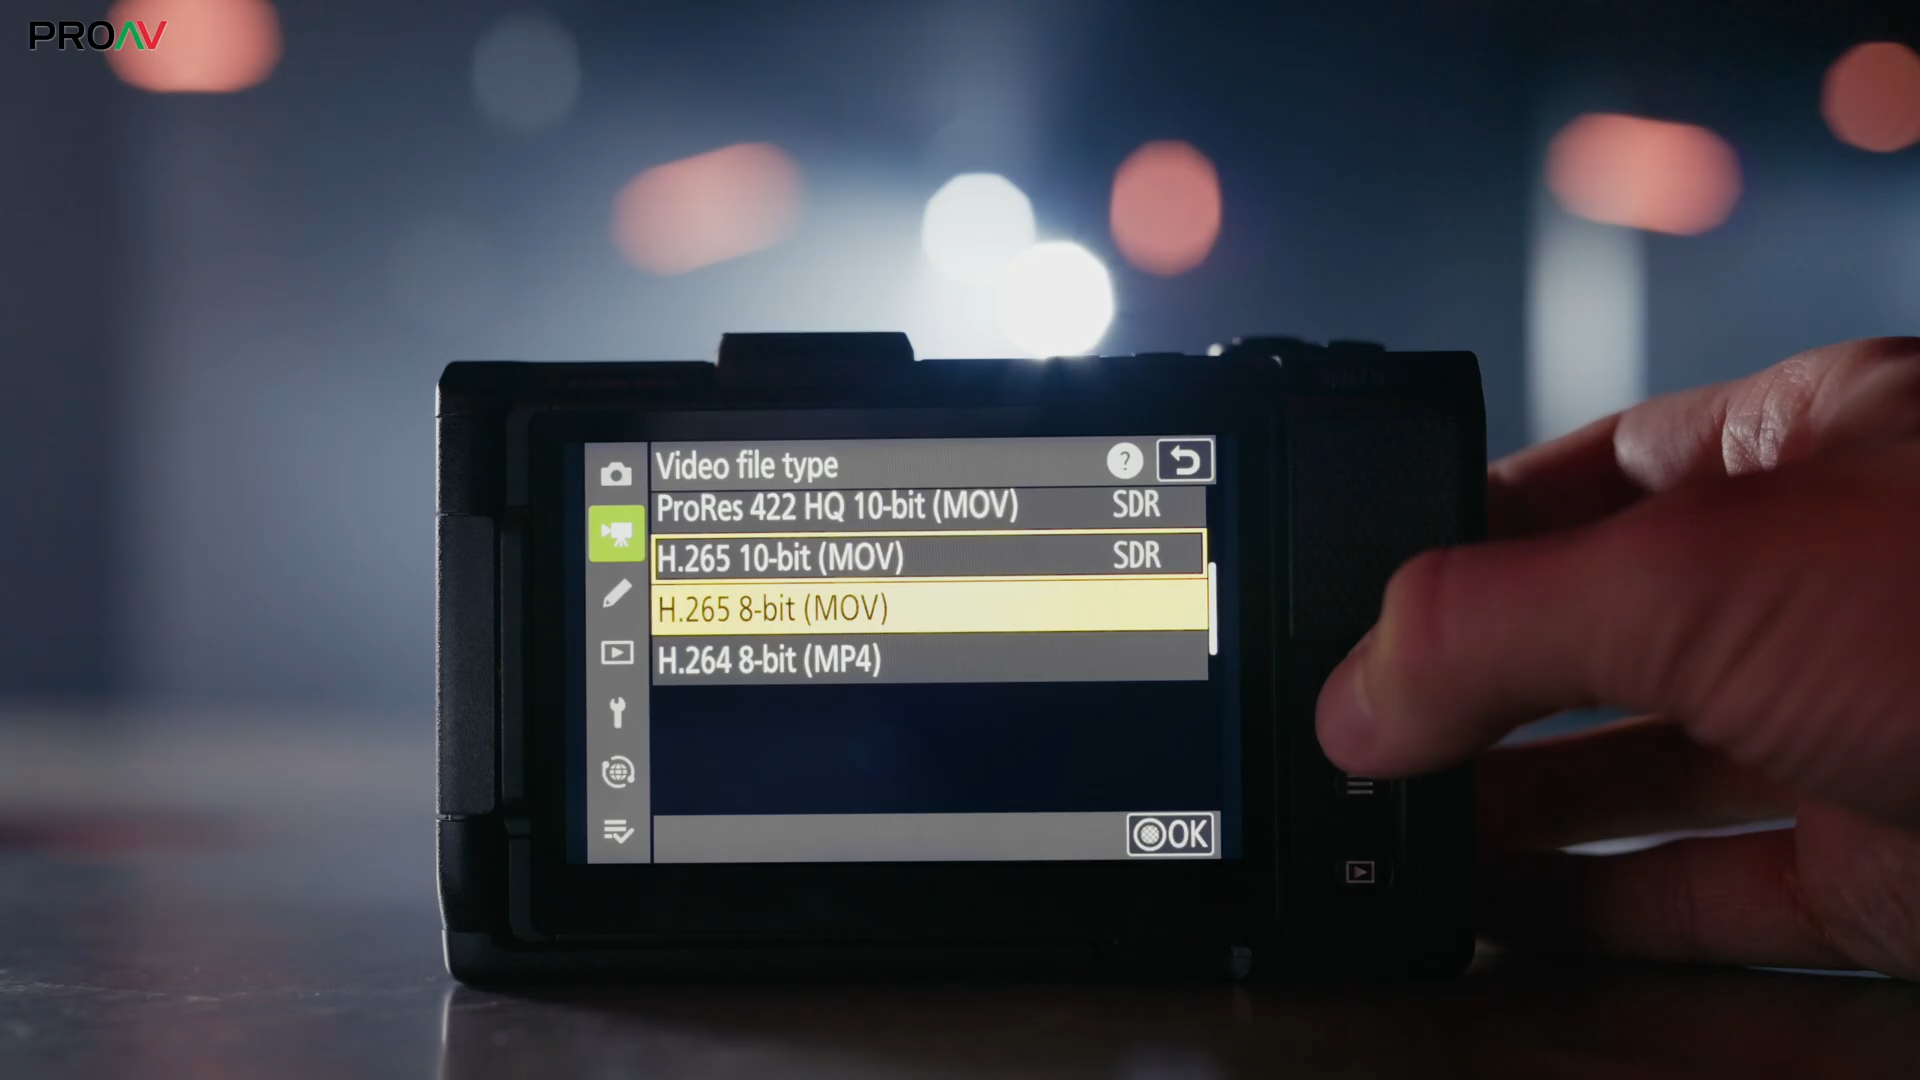 PROAV
Video file type ?
ProRes 422 HQ 10-bit (MOV) SDR
H.265 10-bit (MOV) SDR
H.265 8-bit (MOV)
H.264 8-bit (MP4)
OK